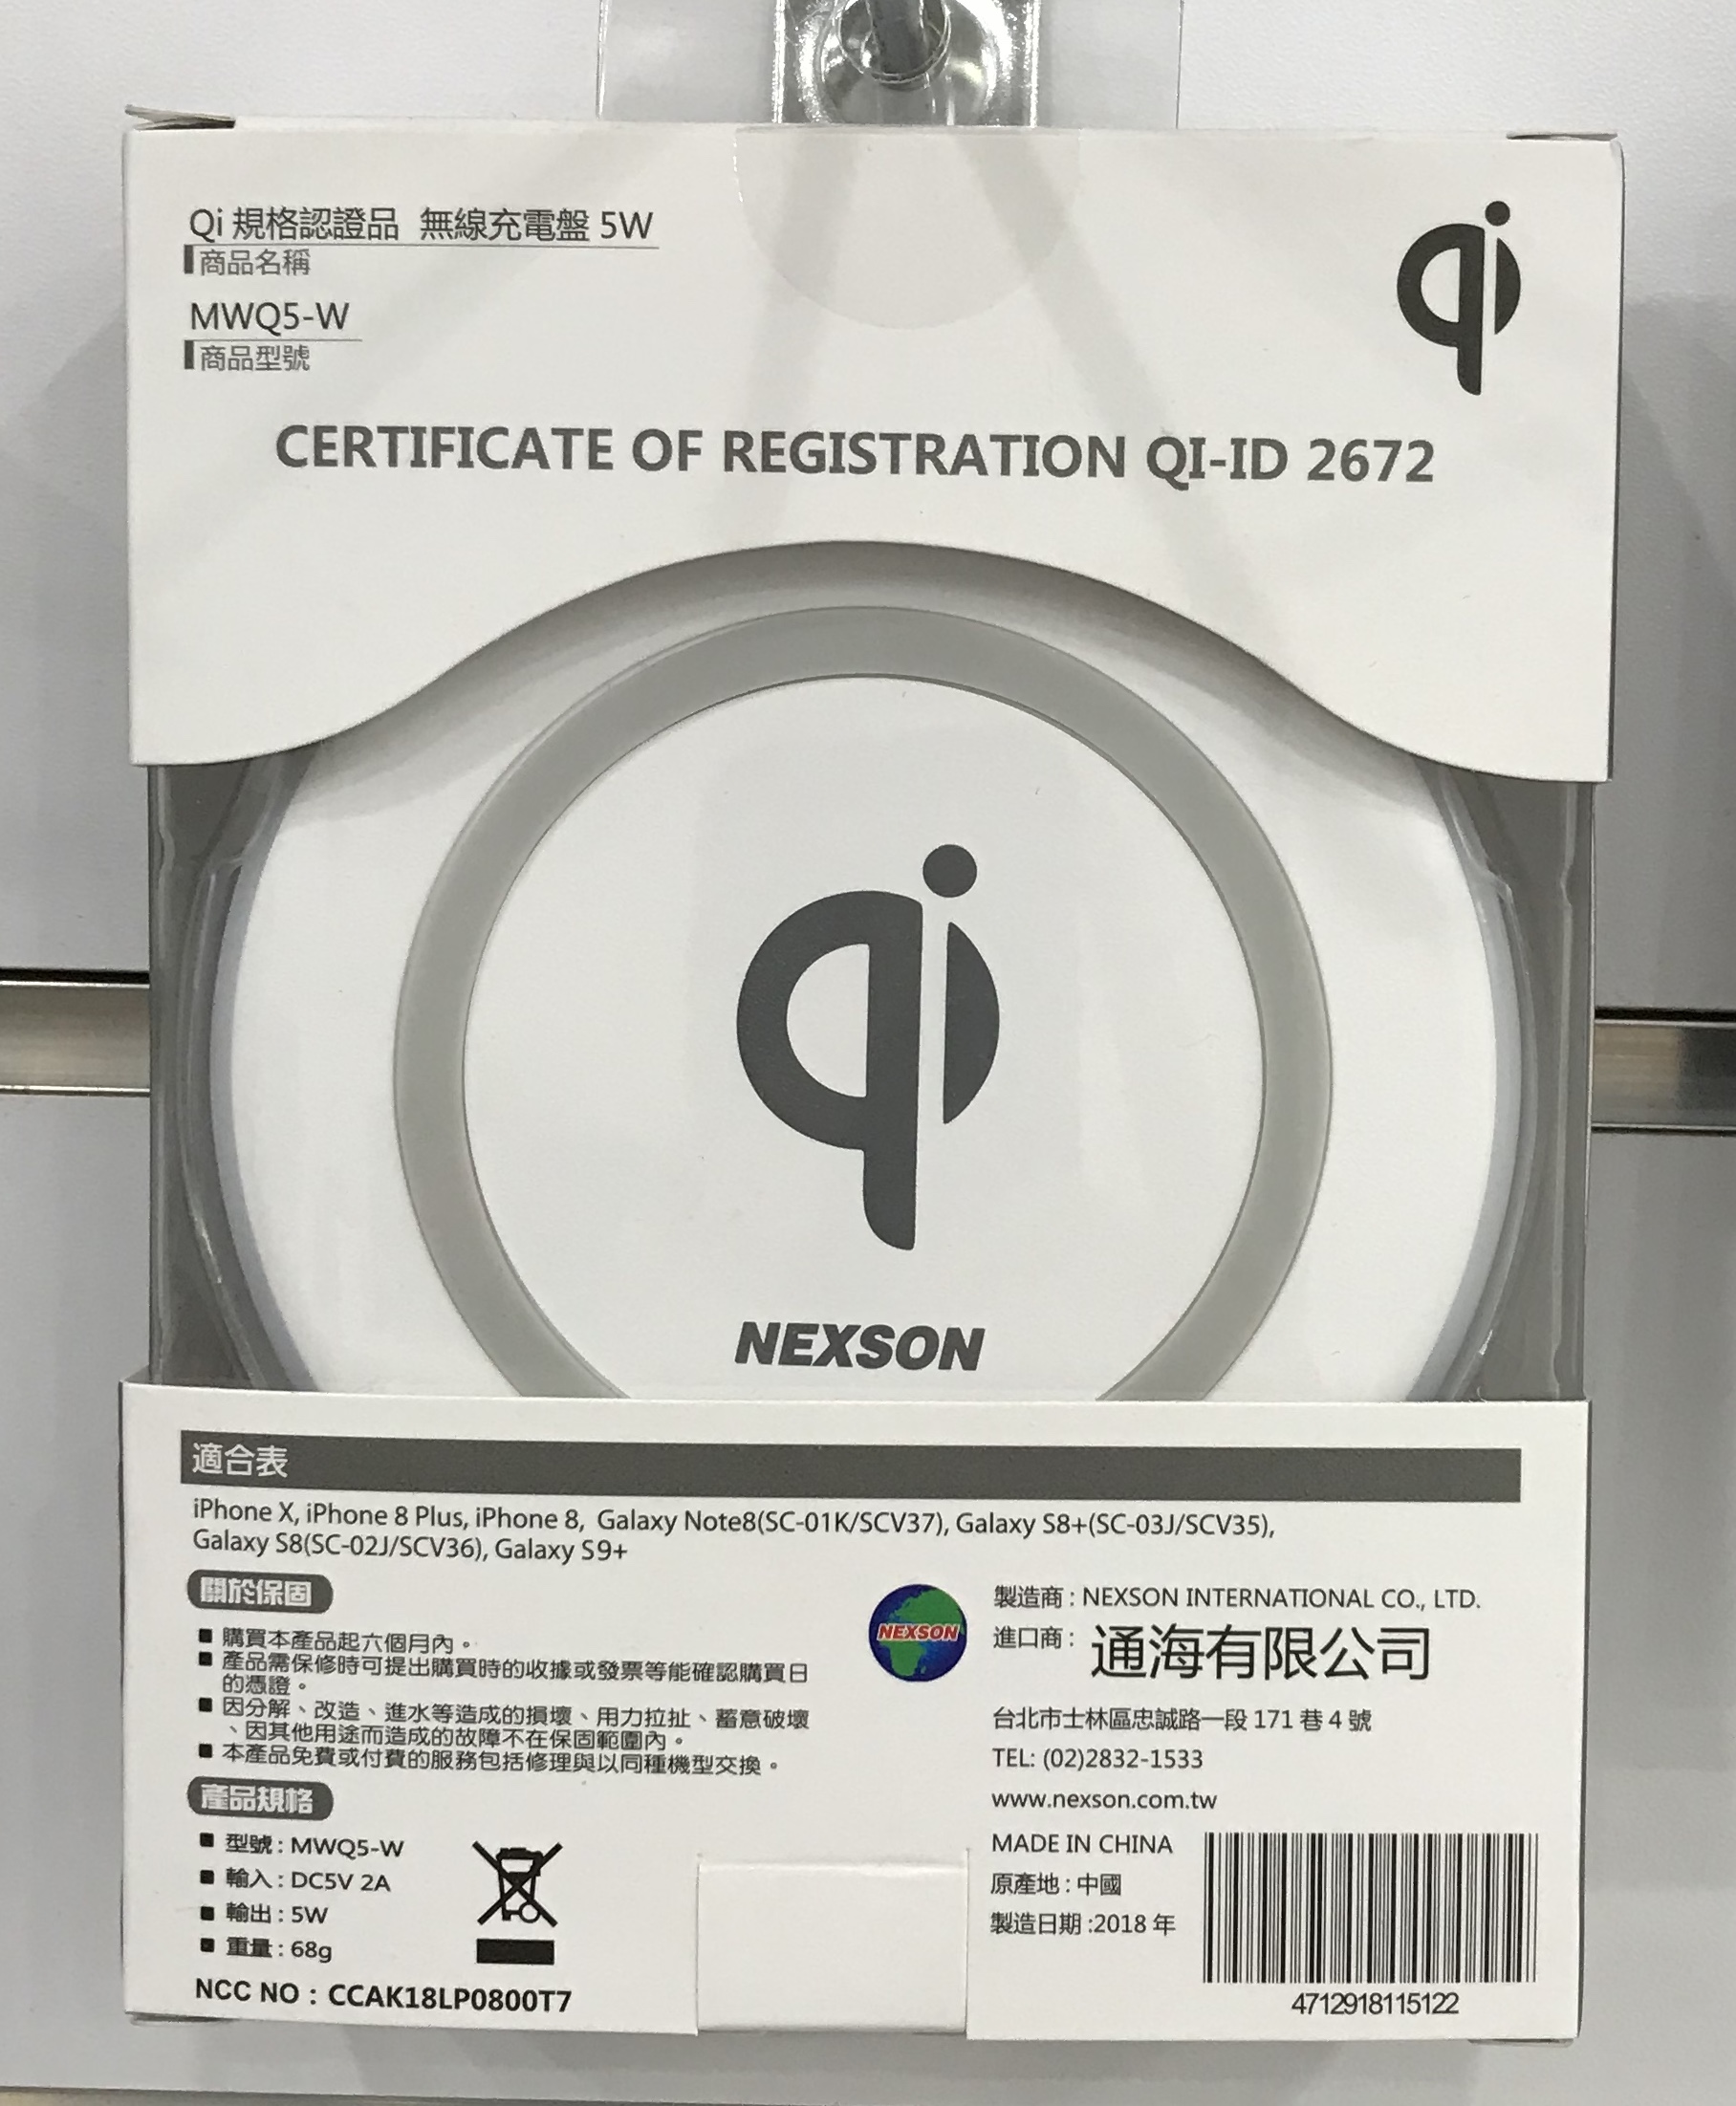 Qi 規格認證品 無線充電盤 5W
商品名稱
MWQ5-W
商品型號
qi
CERTIFICATE OF REGISTRATION QI-ID 2672
qi
NEXSON
適合表
iPhone X, iPhone 8 Plus, iPhone 8, Galaxy Note8(SC-01K/SCV37), Galaxy S8+(SC-03J/SCV35),
Galaxy S8(SC-02J/SCV36), Galaxy S9+
關於保固
■ 購買本產品起六個月內。
■ 產品需保修時可提出購買時的收據或發票等能確認購買日
的憑證。
■ 因分解、改造、進水等造成的損壞、用力拉扯、蓄意破壞
、因其他用途而造成的故障不在保固範圍內。
■ 本產品免費或付費的服務包括修理與以同種機型交換。
產品規格
■ 型號 : MWQ5-W
■ 輸入 : DC5V 2A
■ 輸出 : 5W
■ 重量 : 68g
NCC NO : CCAK18LP0800T7
NEXSON
製造商 : NEXSON INTERNATIONAL CO., LTD.
進口商 : 通海有限公司
台北市士林區忠誠路一段 171 巷 4 號
TEL: (02)2832-1533
www.nexson.com.tw
MADE IN CHINA
原產地 : 中國
製造日期 :2018 年
4712918115122